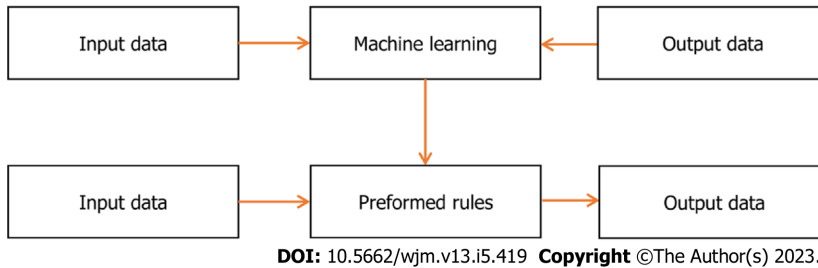 Input data
Machine learning
Output data
Input data
Preformed rules
Output data
DOI: 10.5662/wjm.v13.i5.419 Copyright ©The Author(s) 2023.